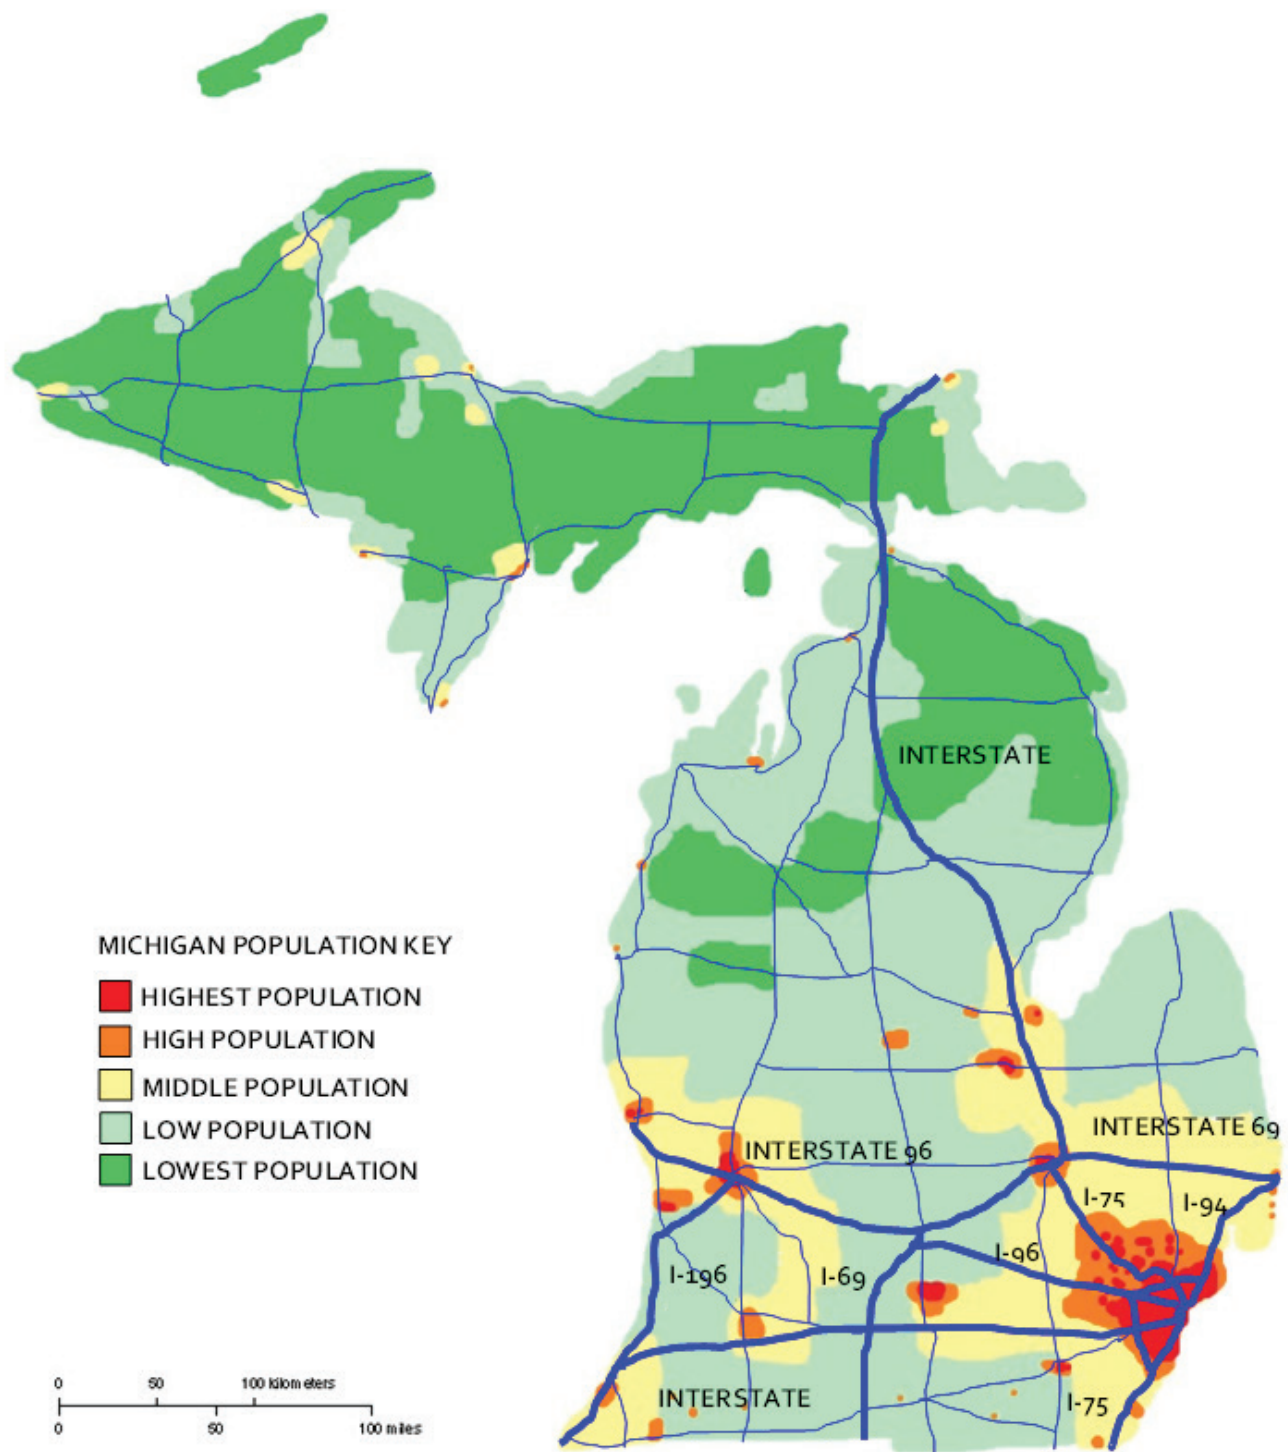 INTERSTATE
MICHIGAN POPULATION KEY
HIGHEST POPULATION
HIGH POPULATION
MIDDLE POPULATION
LOW POPULATION
LOWEST POPULATION
INTERSTATE 69
INTERSTATE 96
I-75
I-94
I-96
I-196
I-69
0 50 100 kilometers
0 50 100 miles
INTERSTATE
I-75